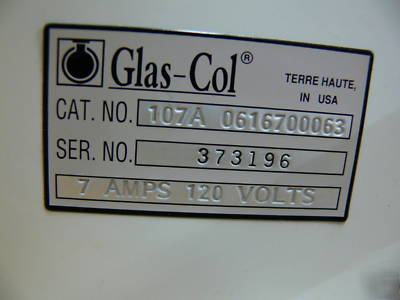 Glas-Col®
TERRE HAUTE,
IN USA
CAT. NO. 107A 0616700063
SER. NO. 373196
7 AMPS 120 VOLTS